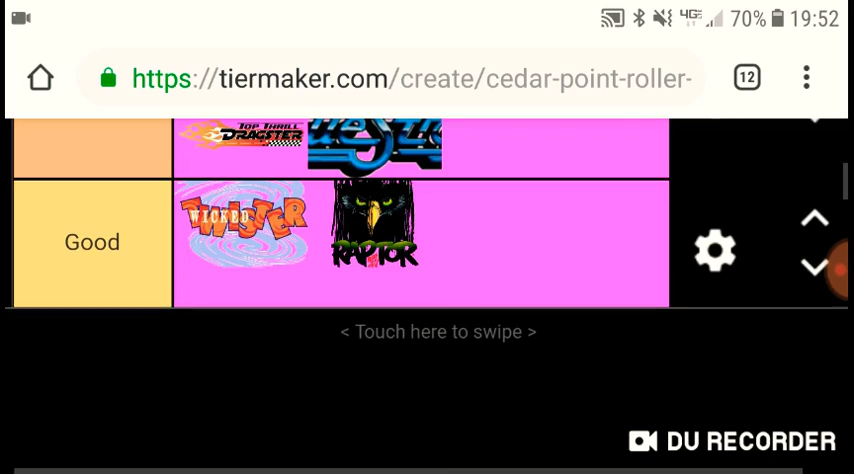 4G 70% 19:52
https://tiermaker.com/create/cedar-point-roller-
12
TOP THRILL
DRAGSTER
Good
WICKED
TWISTER
RAPTOR
< Touch here to swipe >
DU RECORDER